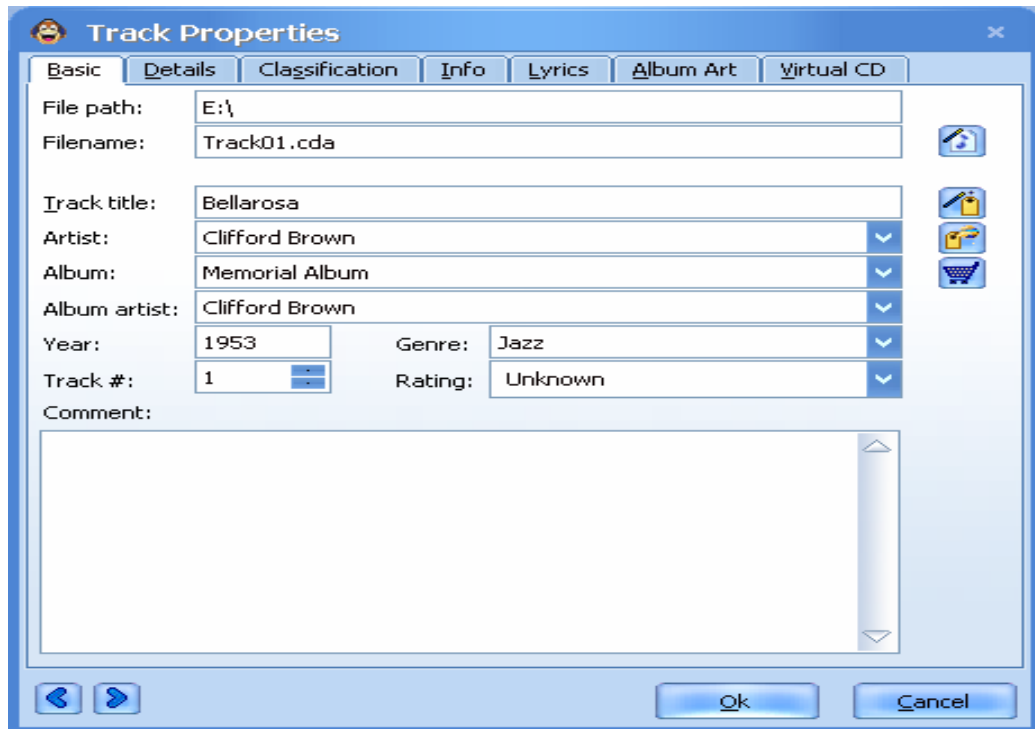 Track Properties
Basic Details Classification Info Lyrics Album Art Virtual CD
File path: E:\
Filename: Track01.cda
Track title: Bellarosa
Artist: Clifford Brown
Album: Memorial Album
Album artist: Clifford Brown
Year: 1953 Genre: Jazz
Track #: 1 Rating: Unknown
Comment:
Ok Cancel